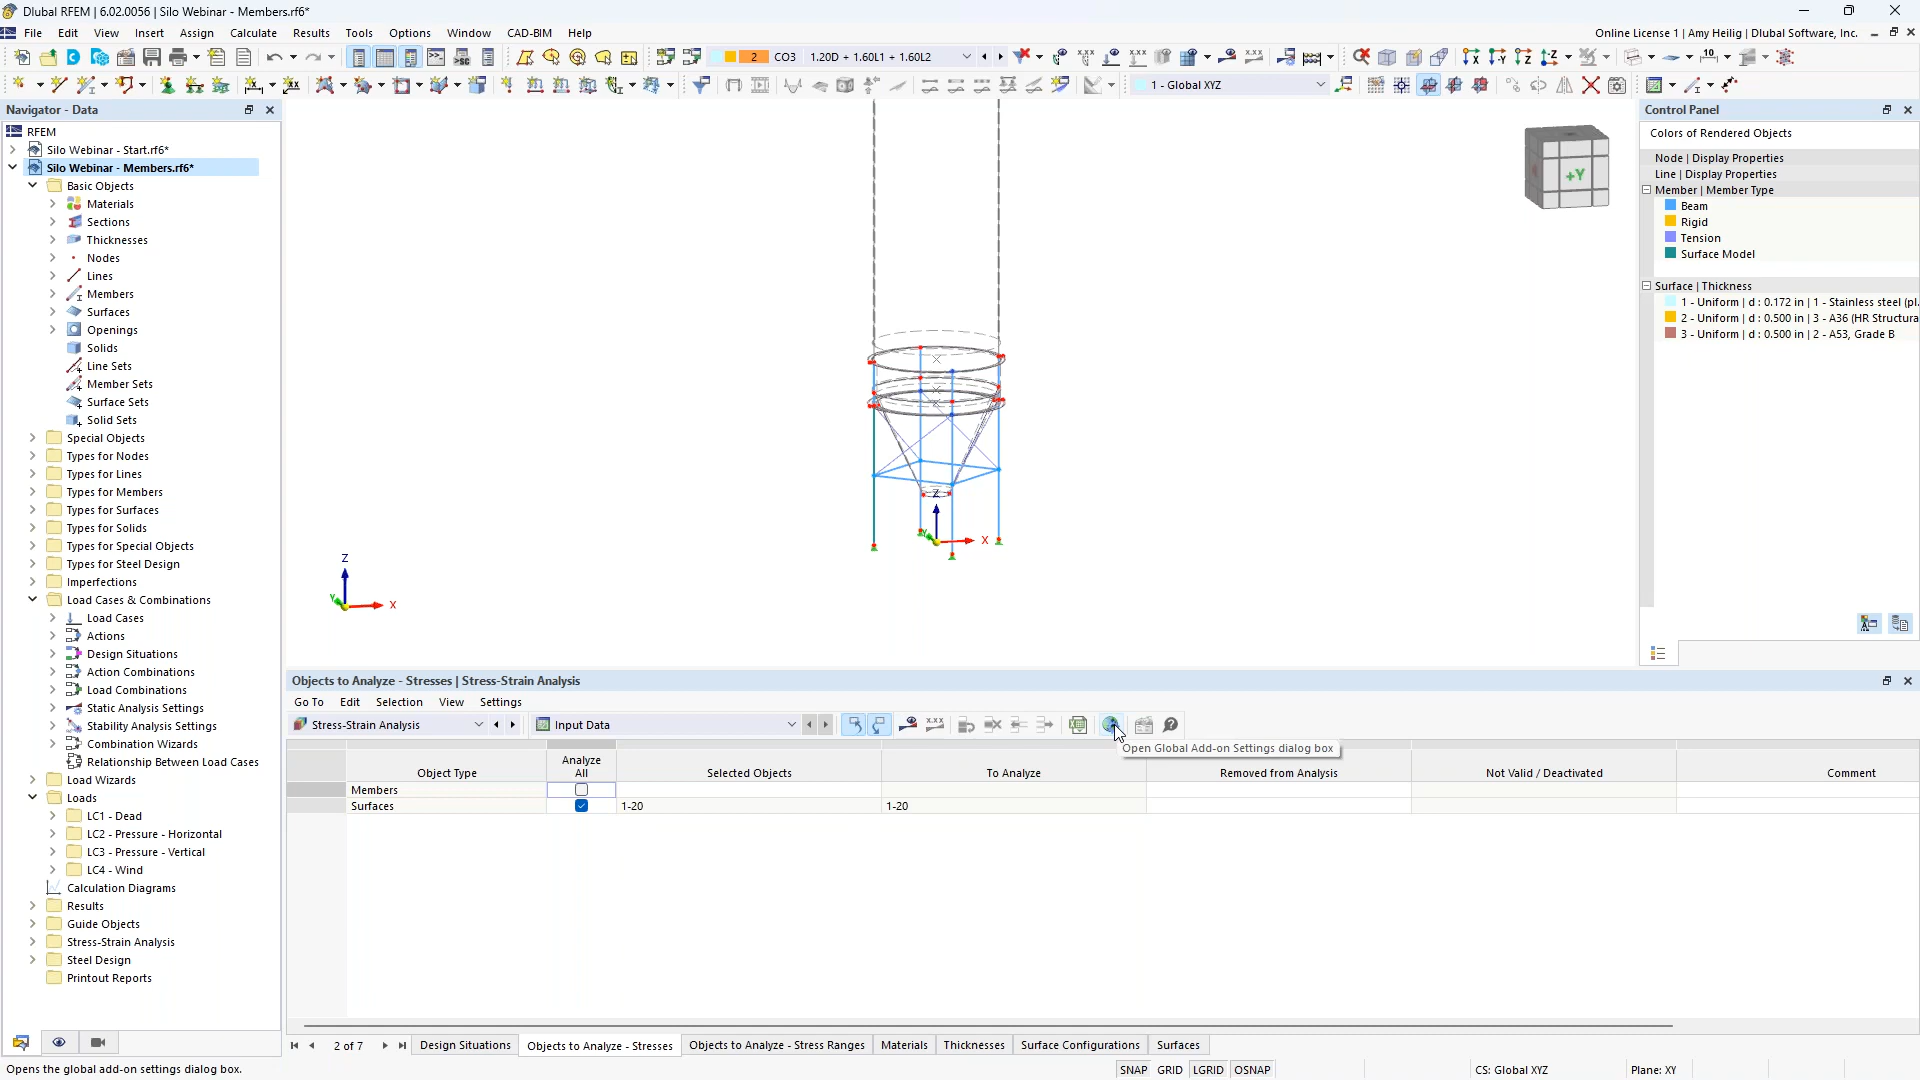 Dlubal RFEM | 6.02.0056 | Silo Webinar - Members.rf6*
File Edit View Insert Assign Calculate Results Tools Options Window CAD-BIM Help
Online License 1 | Amy Heilig | Dlubal Software, Inc.
2 CO3 1.20D + 1.60L1 + 1.60L2
1 - Global XYZ
Navigator - Data
RFEM
Silo Webinar - Start.rf6*
Silo Webinar - Members.rf6*
Basic Objects
Materials
Sections
Thicknesses
Nodes
Lines
Members
Surfaces
Openings
Solids
Line Sets
Member Sets
Surface Sets
Solid Sets
Special Objects
Types for Nodes
Types for Lines
Types for Members
Types for Surfaces
Types for Solids
Types for Special Objects
Types for Steel Design
Imperfections
Load Cases & Combinations
Load Cases
Actions
Design Situations
Action Combinations
Load Combinations
Static Analysis Settings
Stability Analysis Settings
Combination Wizards
Relationship Between Load Cases
Load Wizards
Loads
LC1 - Dead
LC2 - Pressure - Horizontal
LC3 - Pressure - Vertical
LC4 - Wind
Calculation Diagrams
Results
Guide Objects
Stress-Strain Analysis
Steel Design
Printout Reports
+Y
Z
X
Y
Z
X
Y
Control Panel
Colors of Rendered Objects
Node | Display Properties
Line | Display Properties
Member | Member Type
Beam
Rigid
Tension
Surface Model
Surface | Thickness
1 - Uniform | d : 0.172 in | 1 - Stainless steel (pl.
2 - Uniform | d : 0.500 in | 3 - A36 (HR Structura
3 - Uniform | d : 0.500 in | 2 - A53, Grade B
Objects to Analyze - Stresses | Stress-Strain Analysis
Go To Edit Selection View Settings
Stress-Strain Analysis Input Data
Open Global Add-on Settings dialog box
Object Type Analyze All Selected Objects To Analyze Removed from Analysis Not Valid / Deactivated Comment
Members
Surfaces 1-20 1-20
2 of 7 Design Situations Objects to Analyze - Stresses Objects to Analyze - Stress Ranges Materials Thicknesses Surface Configurations Surfaces
Opens the global add-on settings dialog box.
SNAP GRID LGRID OSNAP CS: Global XYZ Plane: XY